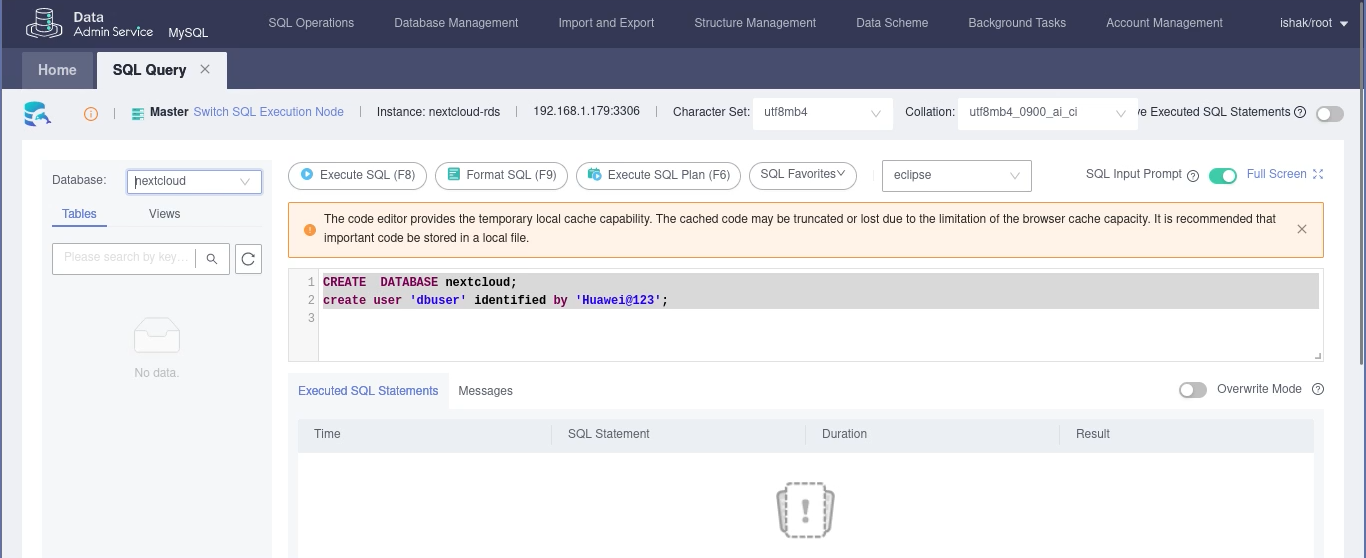 Data
Admin Service MySQL
SQL Operations Database Management Import and Export Structure Management Data Scheme Background Tasks Account Management ishak/root
Home SQL Query
Master Switch SQL Execution Node Instance: nextcloud-rds 192.168.1.179:3306 Character Set: utf8mb4 Collation: utf8mb4_0900_ai_ci ve Executed SQL Statements
Database: nextcloud
Execute SQL (F8) Format SQL (F9) Execute SQL Plan (F6) SQL Favorites eclipse SQL Input Prompt Full Screen
Tables Views
The code editor provides the temporary local cache capability. The cached code may be truncated or lost due to the limitation of the browser cache capacity. It is recommended that
important code be stored in a local file.
Please search by key...
1 CREATE DATABASE nextcloud;
2 create user 'dbuser' identified by 'Huawei@123';
3
No data.
Executed SQL Statements Messages Overwrite Mode
Time SQL Statement Duration Result